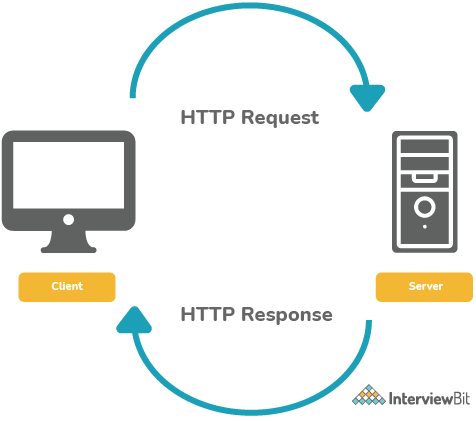 HTTP Request
Client
Server
HTTP Response
InterviewBit